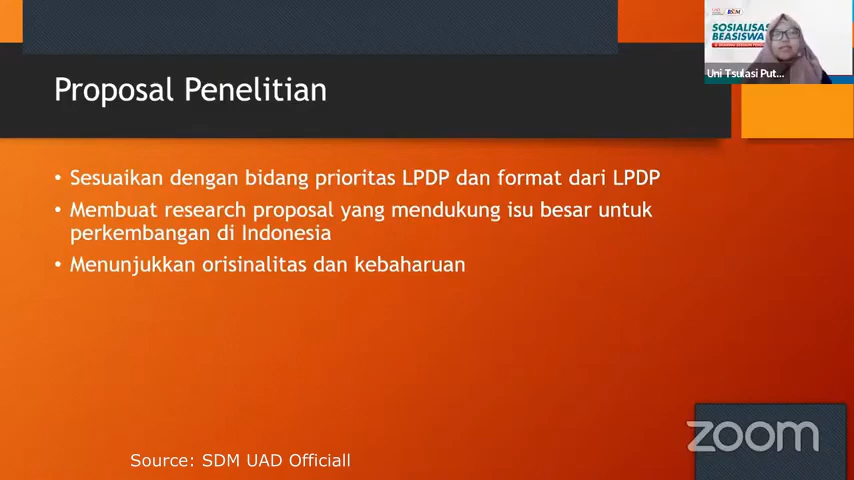 SOSIALISAS
BEASISWA
Uni Tsulasi Put...
Proposal Penelitian
• Sesuaikan dengan bidang prioritas LPDP dan format dari LPDP
• Membuat research proposal yang mendukung isu besar untuk
perkembangan di Indonesia
• Menunjukkan orisinalitas dan kebaharuan
zoom
Source: SDM UAD Officiall